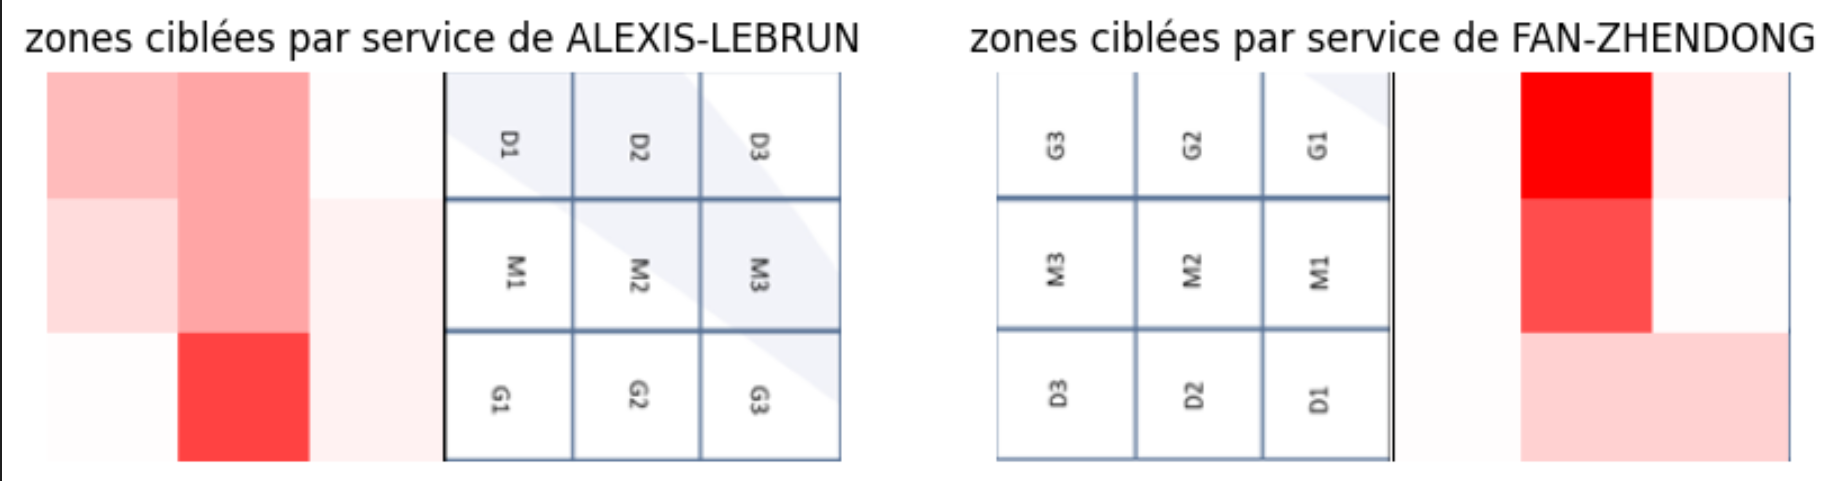 zones ciblées par service de ALEXIS-LEBRUN
D1 D2 D3
M1 M2 M3
G1 G2 G3
zones ciblées par service de FAN-ZHENDONG
G3 G2 G1
M3 M2 M1
D3 D2 D1